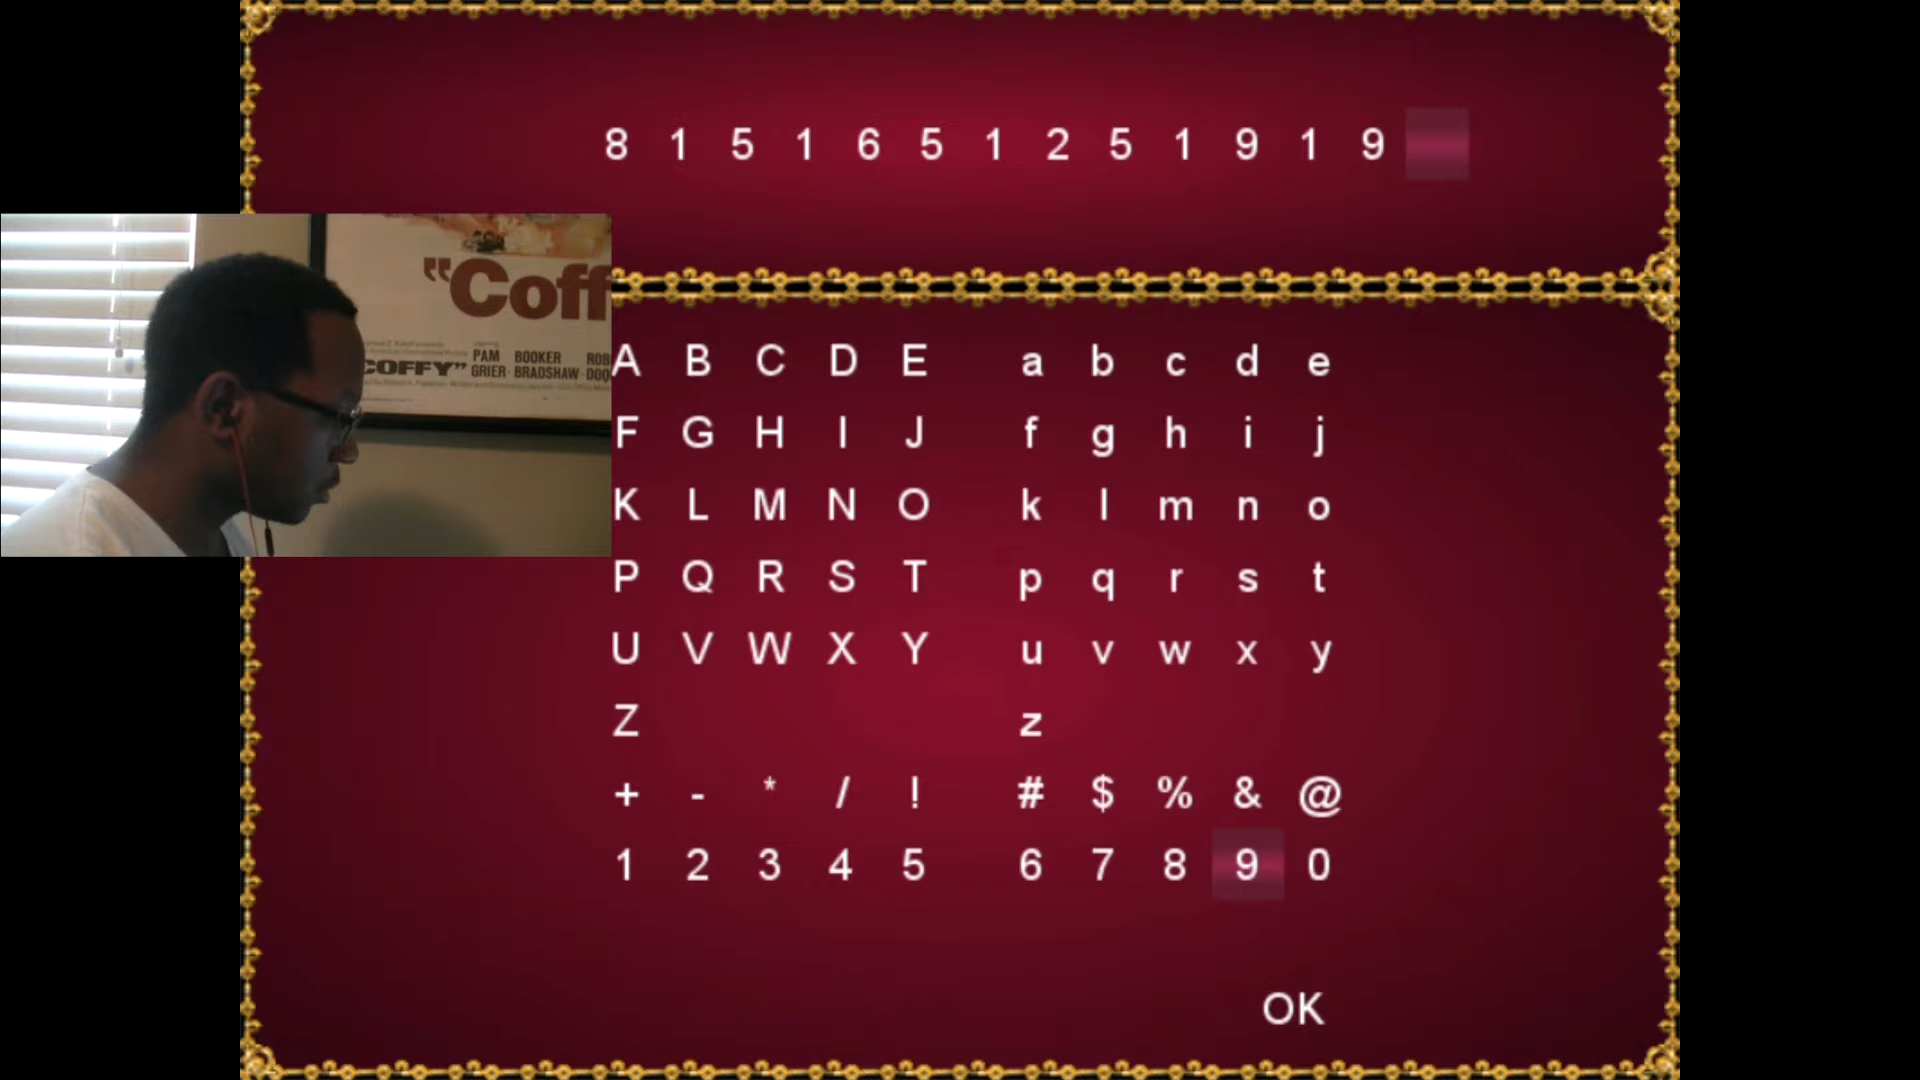 8 1 5 1 6 5 1 2 5 1 9 1 9
"Coff
COFFY" PAM GRIER BOOKER BRADSHAW
A B C D E a b c d e
F G H I J f g h i j
K L M N O k l m n o
P Q R S T p q r s t
U V W X Y u v w x y
Z z
+ - * / ! # $ % & @
1 2 3 4 5 6 7 8 9 0
OK